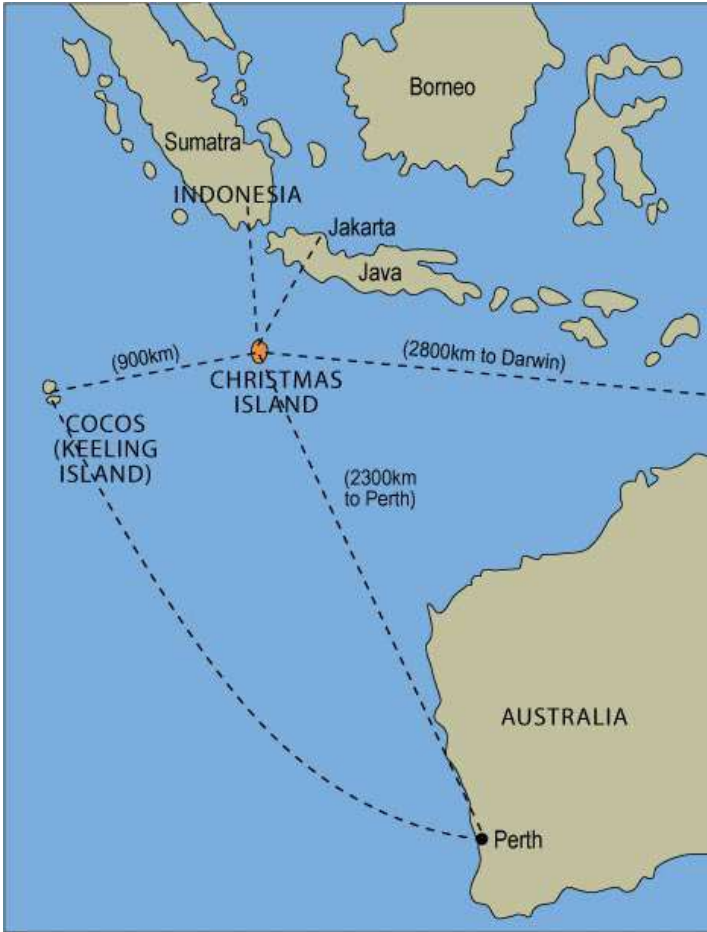 Borneo
Sumatra
INDONESIA
Jakarta
Java
(900km)
(2800km to Darwin)
CHRISTMAS
ISLAND
COCOS
(KEELING
ISLAND)
(2300km
to Perth)
AUSTRALIA
Perth